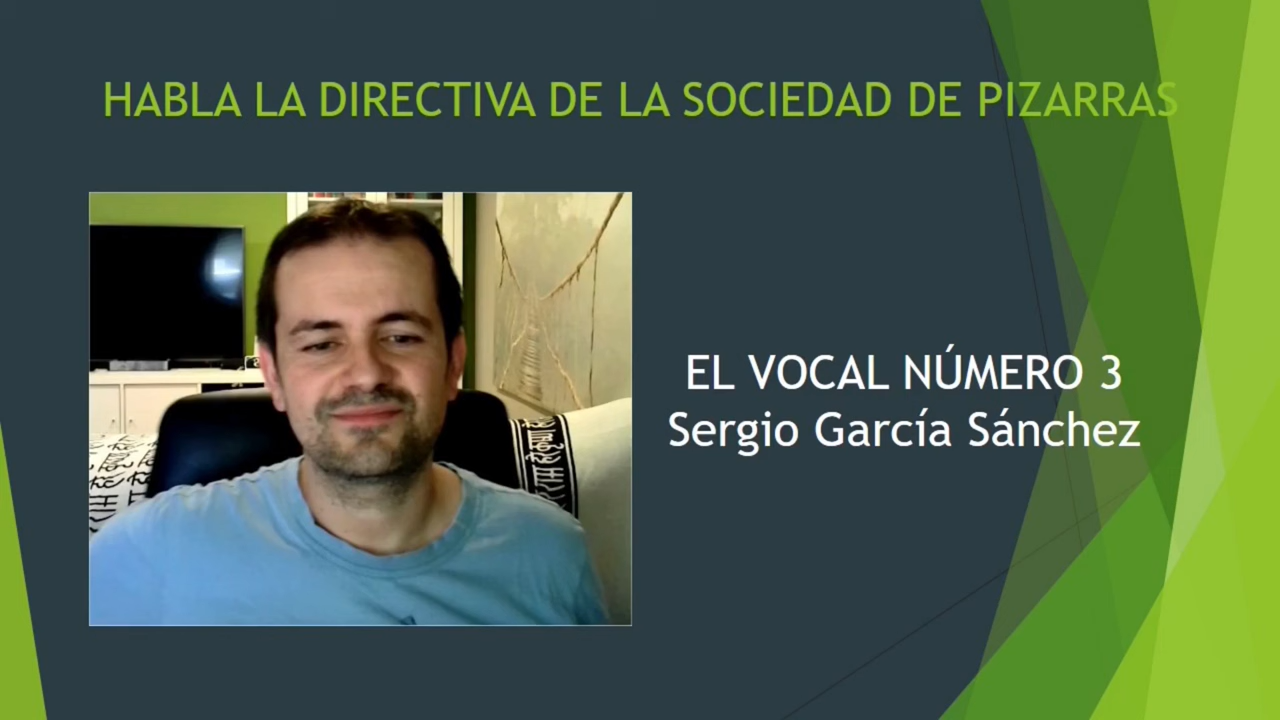 HABLA LA DIRECTIVA DE LA SOCIEDAD DE PIZARRAS
EL VOCAL NÚMERO 3
Sergio García Sánchez